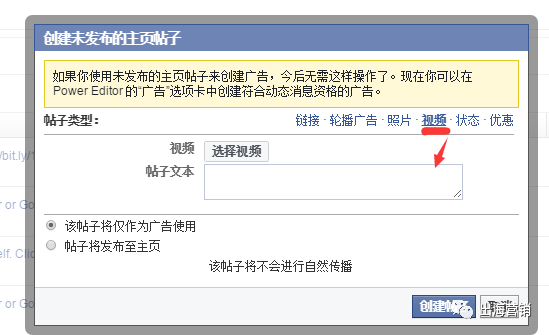 创建未发布的主页帖子
如果你使用未发布的主页帖子来创建广告，今后无需这样操作了。现在你可以在
Power Editor 的“广告”选项卡中创建符合动态消息资格的广告。
帖子类型： 链接 · 轮播广告 · 照片 · 视频 · 状态 · 优惠
/bit.ly/1
视频 选择视频
帖子文本
r or Go
该帖子将仅作为广告使用
帖子将发布至主页
elf. Clic
该帖子将不会进行自然传播
r or Go
创建帖子 取消
出海营销